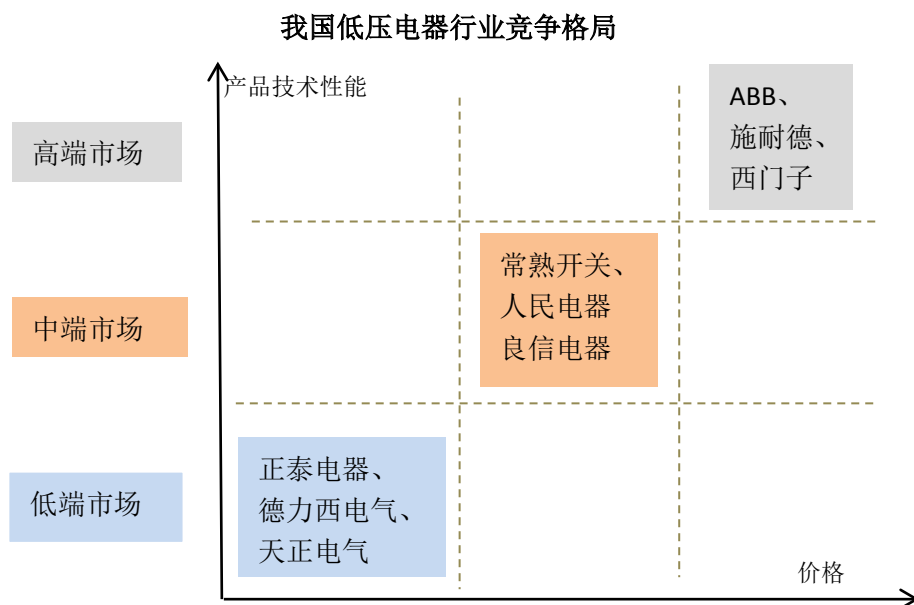 我国低压电器行业竞争格局
产品技术性能
ABB、
施耐德、
西门子
高端市场
常熟开关、
人民电器
良信电器
中端市场
正泰电器、
德力西电气、
天正电气
低端市场
价格